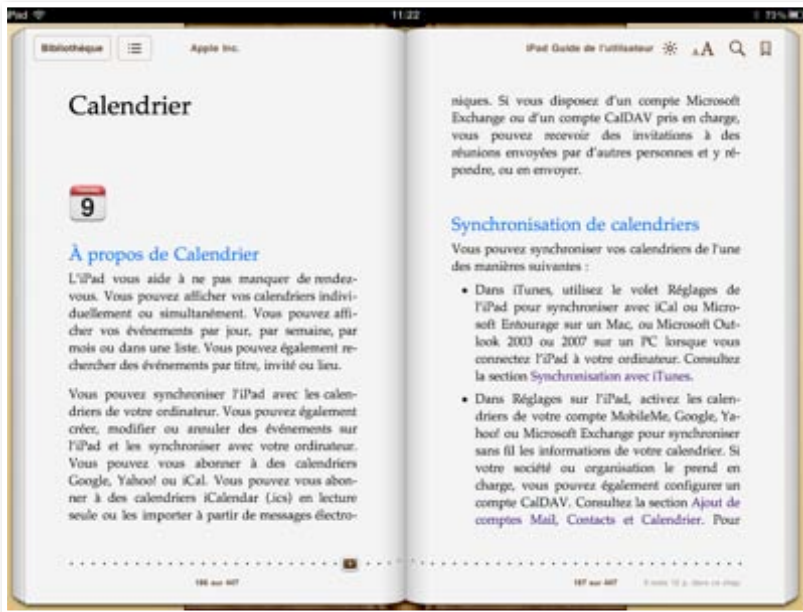 iPad
11:22
73%
Bibliothèque
Apple Inc.
iPad Guide de l'utilisateur
AA
Calendrier
9
À propos de Calendrier
L'iPad vous aide à ne pas manquer de rendez-
vous. Vous pouvez afficher vos calendriers indivi-
duellement ou simultanément. Vous pouvez affi-
cher vos événements par jour, par semaine, par
mois ou dans une liste. Vous pouvez également re-
chercher des événements par titre, invité ou lieu.
Vous pouvez synchroniser l'iPad avec les calen-
driers de votre ordinateur. Vous pouvez également
créer, modifier ou annuler des événements sur
l'iPad et les synchroniser avec votre ordinateur.
Vous pouvez vous abonner à des calendriers
Google, Yahoo! ou iCal. Vous pouvez vous abon-
ner à des calendriers iCalendar (.ics) en lecture
seule ou les importer à partir de messages électro-
186 sur 447
niques. Si vous disposez d'un compte Microsoft
Exchange ou d'un compte CalDAV pris en charge,
vous pouvez recevoir des invitations à des
réunions envoyées par d'autres personnes et y ré-
pondre, ou en envoyer.
Synchronisation de calendriers
Vous pouvez synchroniser vos calendriers de l'une
des manières suivantes :
• Dans iTunes, utilisez le volet Réglages de
l'iPad pour synchroniser avec iCal ou Micro-
soft Entourage sur un Mac, ou Microsoft Out-
look 2003 ou 2007 sur un PC lorsque vous
connectez l'iPad à votre ordinateur. Consultez
la section Synchronisation avec iTunes.
• Dans Réglages sur l'iPad, activez les calen-
driers de votre compte MobileMe, Google, Ya-
hoo! ou Microsoft Exchange pour synchroniser
sans fil les informations de votre calendrier. Si
votre société ou organisation le prend en
charge, vous pouvez également configurer un
compte CalDAV. Consultez la section Ajout de
comptes Mail, Contacts et Calendrier. Pour
187 sur 447